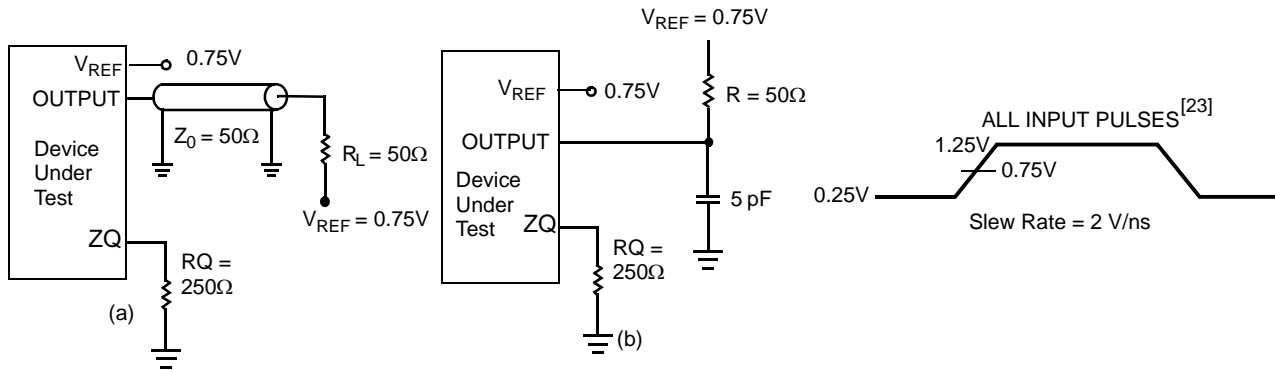 V_REF
0.75V
OUTPUT
Z0 = 50Ω
Device
Under
Test
RL = 50Ω
VREF = 0.75V
ZQ
RQ =
250Ω
(a)
VREF = 0.75V
VREF
0.75V
R = 50Ω
OUTPUT
Device
Under
Test
5 pF
ZQ
RQ =
250Ω
(b)
ALL INPUT PULSES[23]
1.25V
0.75V
0.25V
Slew Rate = 2 V/ns